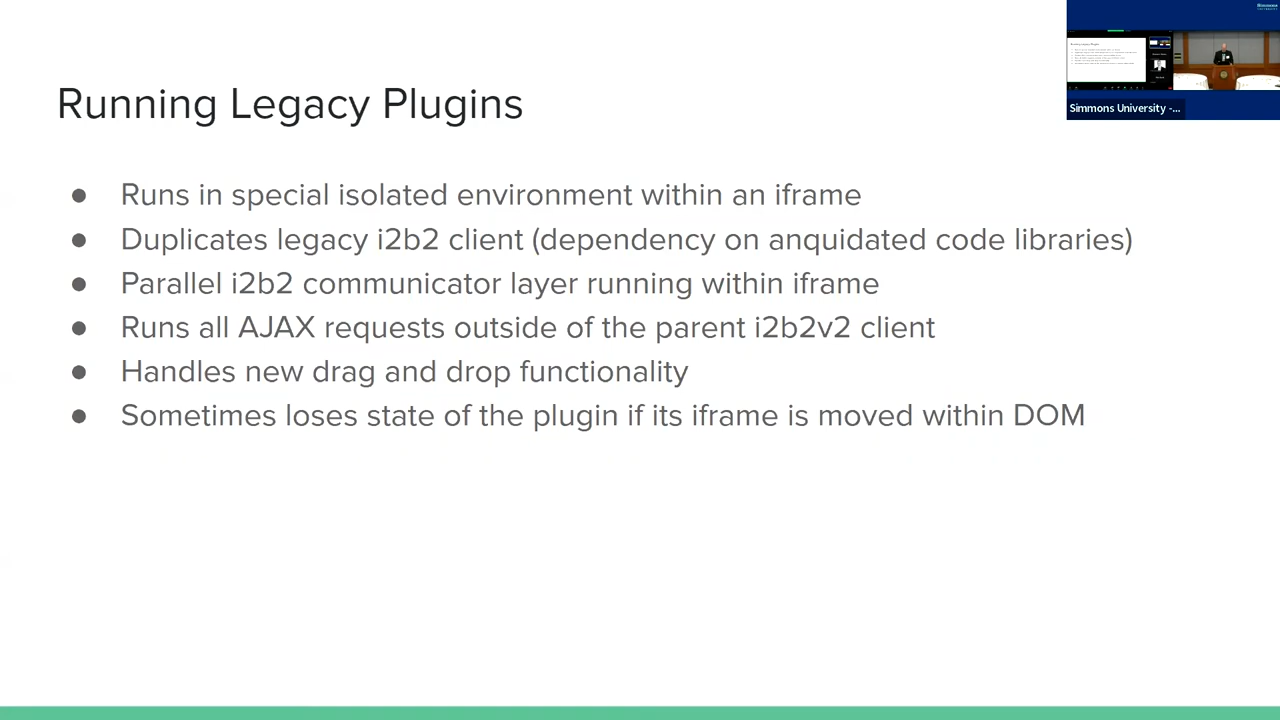 Running Legacy Plugins
● Runs in special isolated environment within an iframe
● Duplicates legacy i2b2 client (dependency on anquidated code libraries)
● Parallel i2b2 communicator layer running within iframe
● Runs all AJAX requests outside of the parent i2b2v2 client
● Handles new drag and drop functionality
● Sometimes loses state of the plugin if its iframe is moved within DOM
Simmons University -...